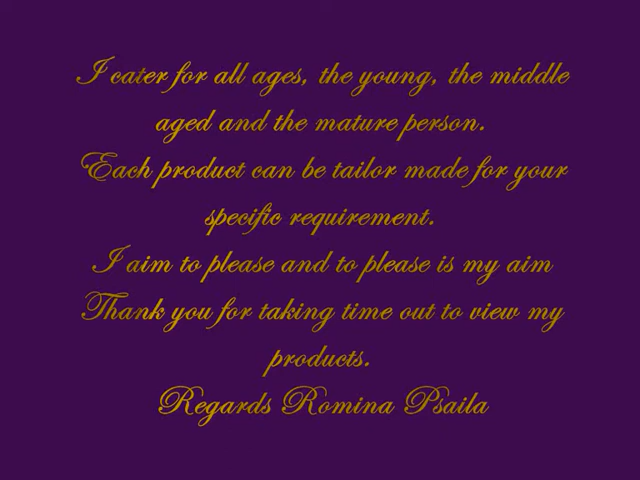 I cater for all ages, the young, the middle
aged and the mature person.
Each product can be tailor made for your
specific requirement.
I aim to please and to please is my aim
Thank you for taking time out to view my
products.
Regards Romina Psaila